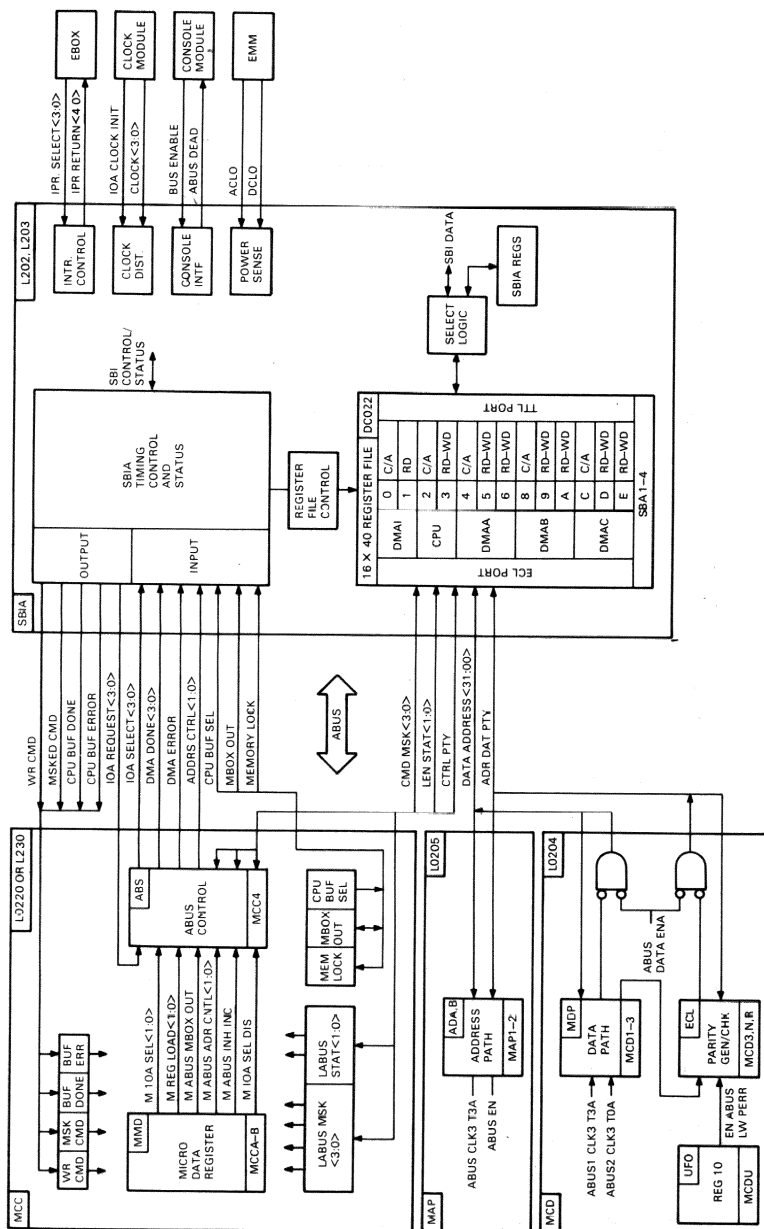 MCC
L0220 OR L230
WR CMD
MSK CMD
BUF DONE
BUF ERR
MMD
MICRO DATA REGISTER
MCCA-B
M 1OA SEL<1:0>
M REG LOAD<1:0>
M ABUS MBOX OUT
M ABUS ADR CNTL<1:0>
M ABUS INH INC
M IOA SEL DIS
ABS
ABUS CONTROL
MCC4
LABUS MSK <3:0>
LABUS STAT<1:0>
MEM LOCK
MBOX OUT
CPU BUF SEL
WR CMD
MSKED CMD
CPU BUF DONE
CPU BUF ERROR
IOA REQUEST<3:0>
IOA SELECT<3:0>
DMA DONE<3:0>
DMA ERROR
ADDRS CTRL<1:0>
CPU BUF SEL
MBOX OUT
MEMORY LOCK
ABUS
CMD MSK<3:0>
LEN STAT<1:0>
CTRL PTY
DATA ADDRESS<31:00>
ADR DAT PTY
SBIA
L202, L203
OUTPUT
INPUT
SBIA TIMING CONTROL AND STATUS
SBI CONTROL/ STATUS
REGISTER FILE CONTROL
INTR. CONTROL
CLOCK DIST.
CONSOLE INTF
POWER SENSE
IPR. SELECT<3:0>
IPR RETURN<4 0>
IOA CLOCK INIT
CLOCK<3:0>
BUS ENABLE
ABUS DEAD
ACLO
DCLO
EBOX
CLOCK MODULE
CONSOLE MODULE
EMM
16 X 40 REGISTER FILE
DC022
ECL PORT
TTL PORT
DMAI
0 C/A
1 RD
CPU
2 C/A
3 RD-WD
DMAA
4 C/A
5 RD-WD
6 RD-WD
DMAB
8 C/A
9 RD-WD
A RD-WD
DMAC
C C/A
D RD-WD
E RD-WD
SBA1-4
SELECT LOGIC
SBI DATA
SBIA REGS
MAP
L0205
ABUS CLK3 T3A
ABUS EN
ADA,B
ADDRESS PATH
MAP1-2
MCD
L0204
ABUS1 CLK3 T3A
ABUS2 CLK3 T0A
MDP
DATA PATH
MCD1-3
ABUS DATA ENA
UFO
REG 10
MCDU
EN ABUS LW PERR
ECL
PARITY GEN/CHK
MCD3,N,R